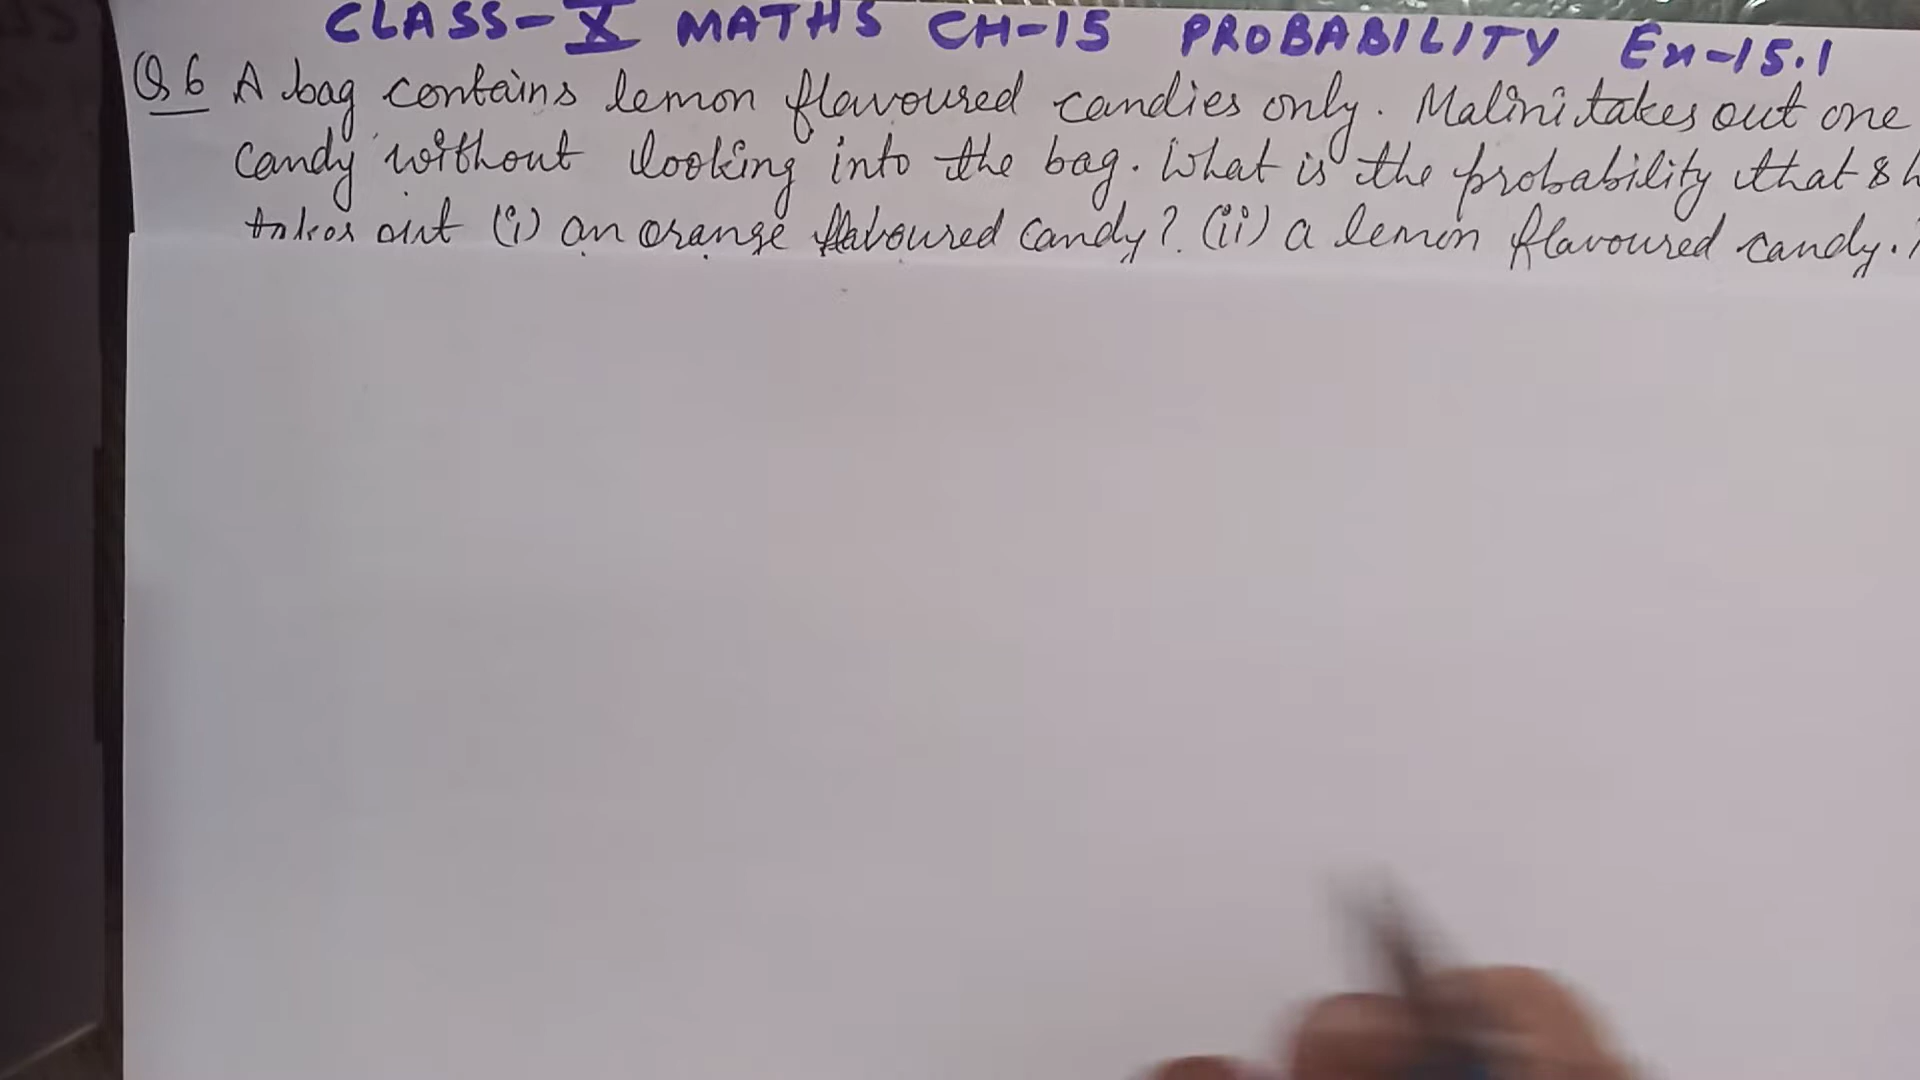 CLASS-X MATHS CH-15 PROBABILITY Ex-15.1
Q6 A bag contains lemon flavoured candies only. Malini takes out one
candy without looking into the bag. What is the probability that sh
takes out (i) an orange flavoured candy? (ii) a lemon flavoured candy.?